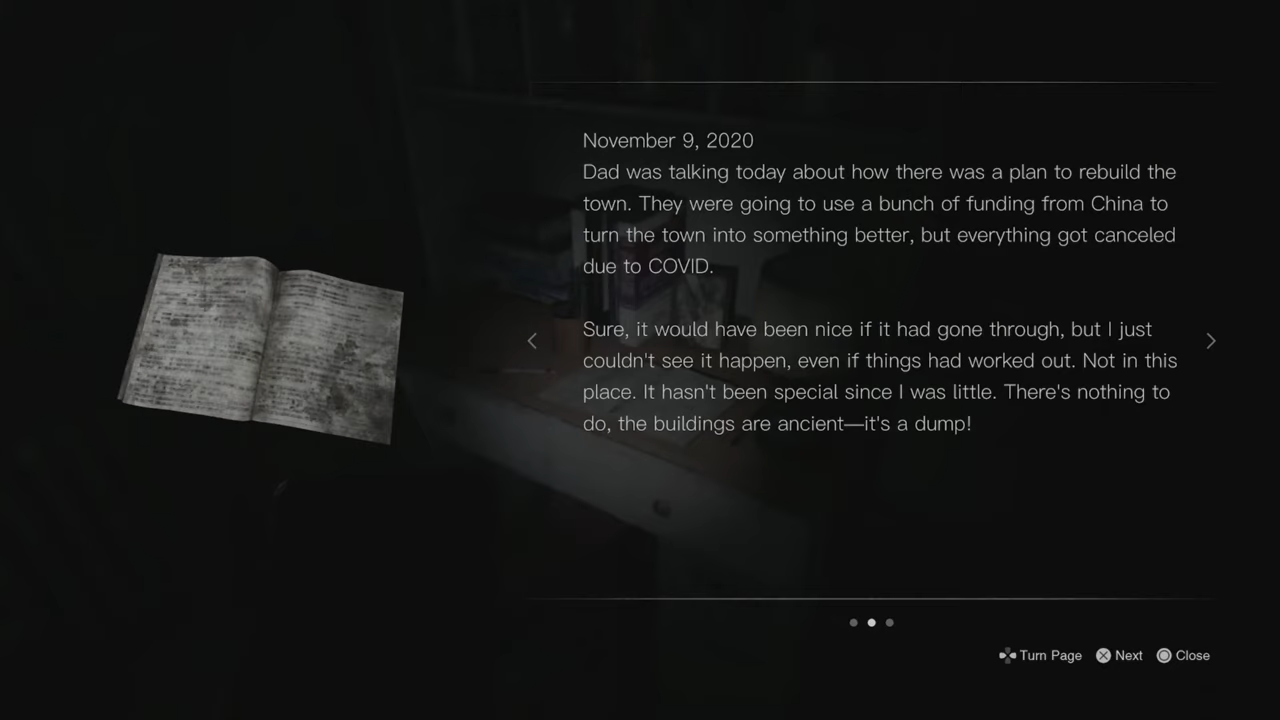 November 9, 2020
Dad was talking today about how there was a plan to rebuild the
town. They were going to use a bunch of funding from China to
turn the town into something better, but everything got canceled
due to COVID.
Sure, it would have been nice if it had gone through, but I just
couldn't see it happen, even if things had worked out. Not in this
place. It hasn't been special since I was little. There's nothing to
do, the buildings are ancient—it's a dump!
Turn Page Next Close